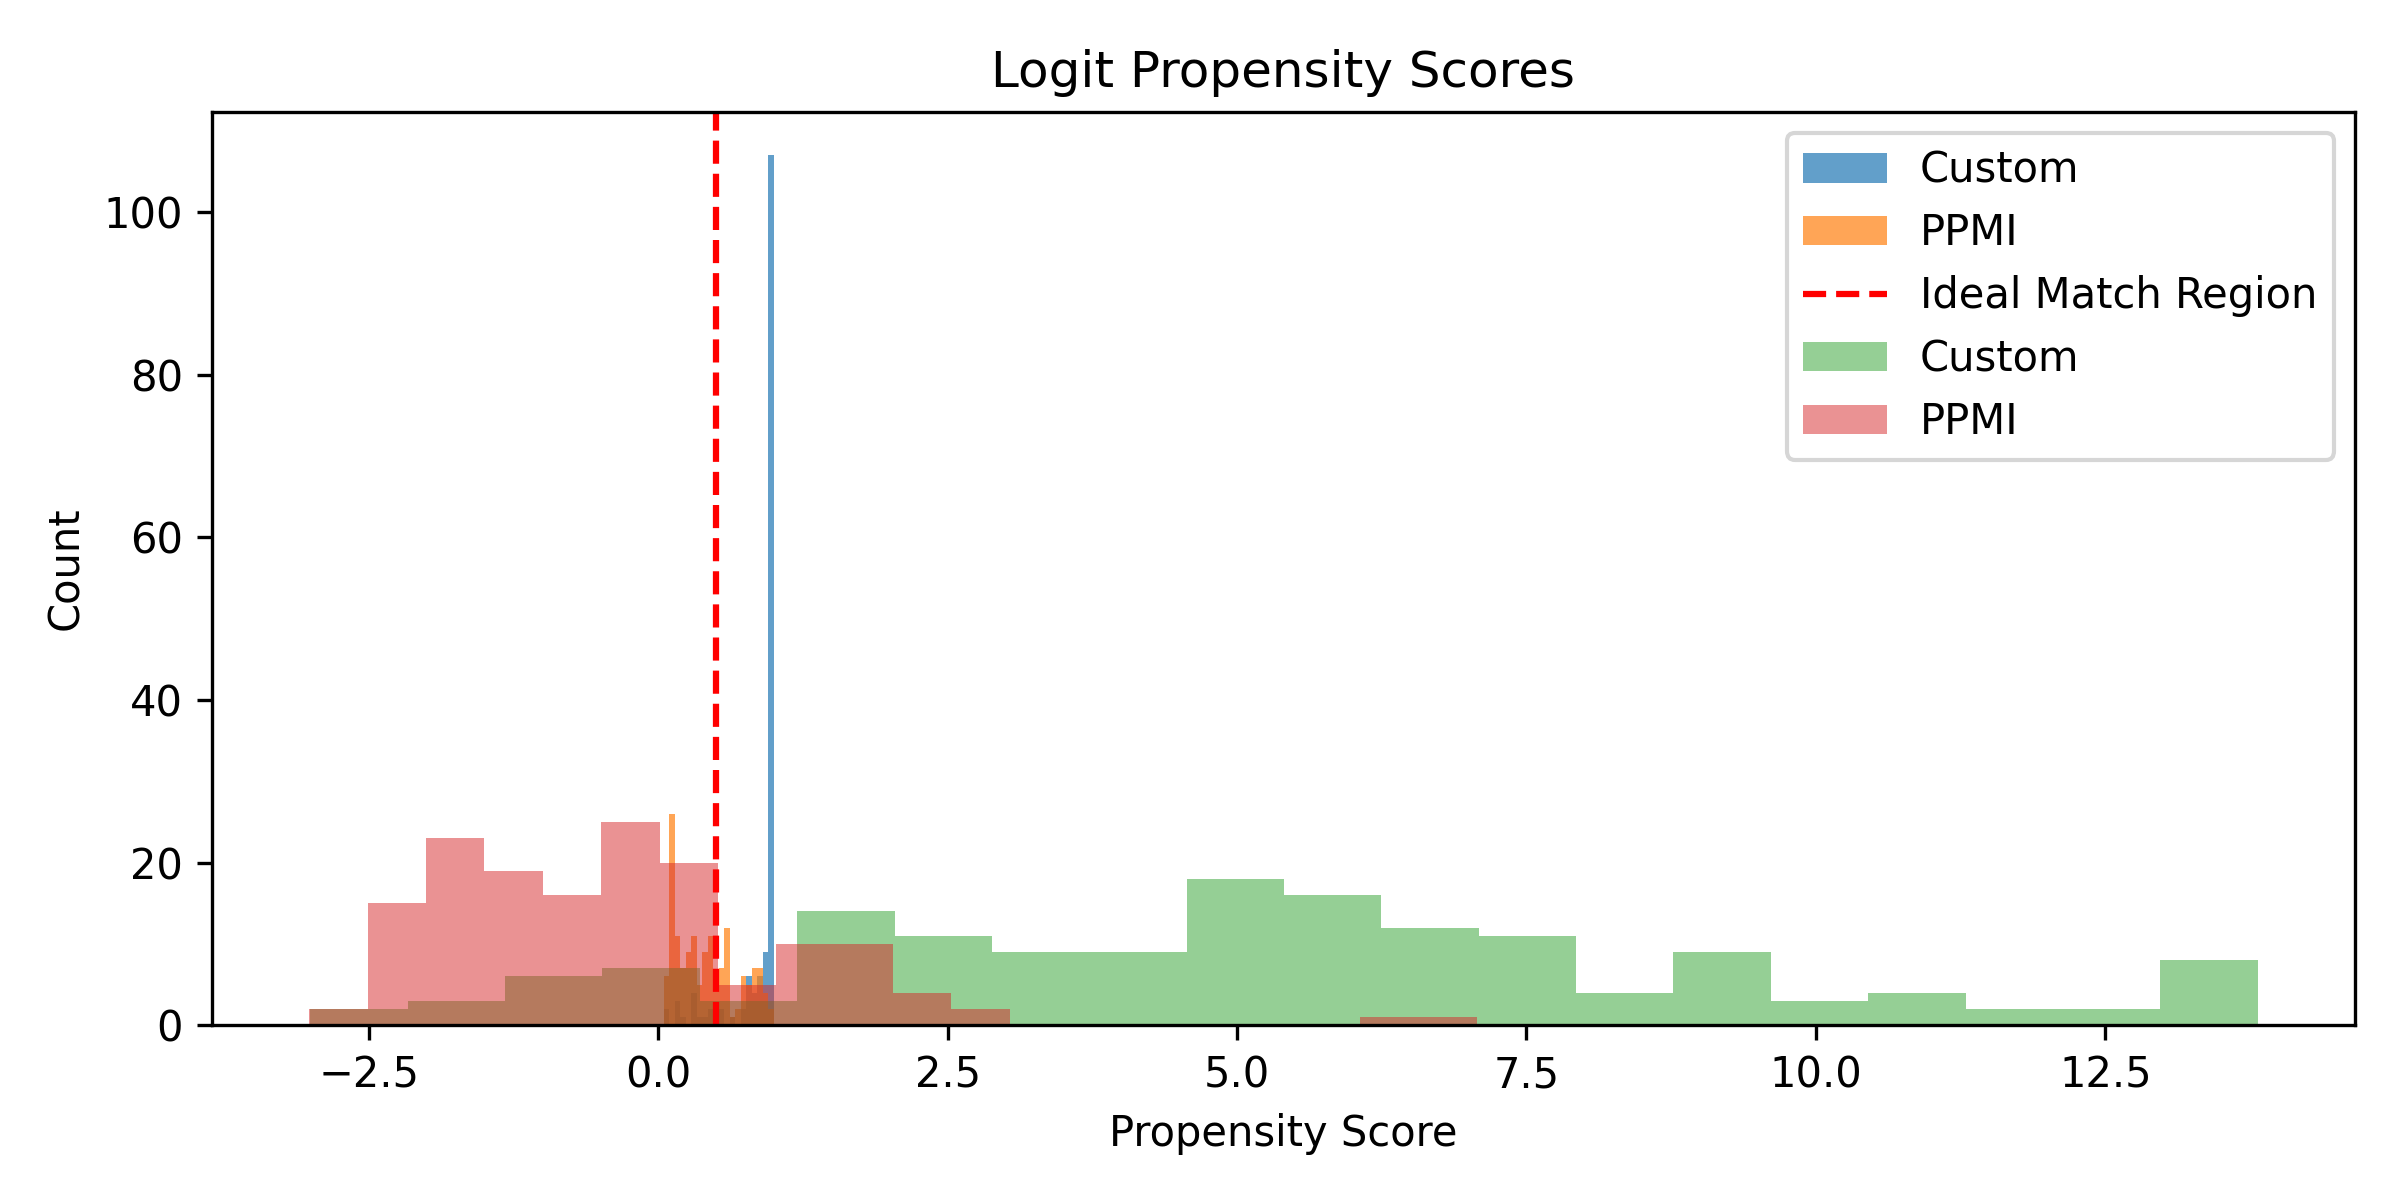 Logit Propensity Scores
Custom
PPMI
Ideal Match Region
Custom
PPMI
100
80
60
40
20
0
Count
−2.5
0.0
2.5
5.0
7.5
10.0
12.5
Propensity Score